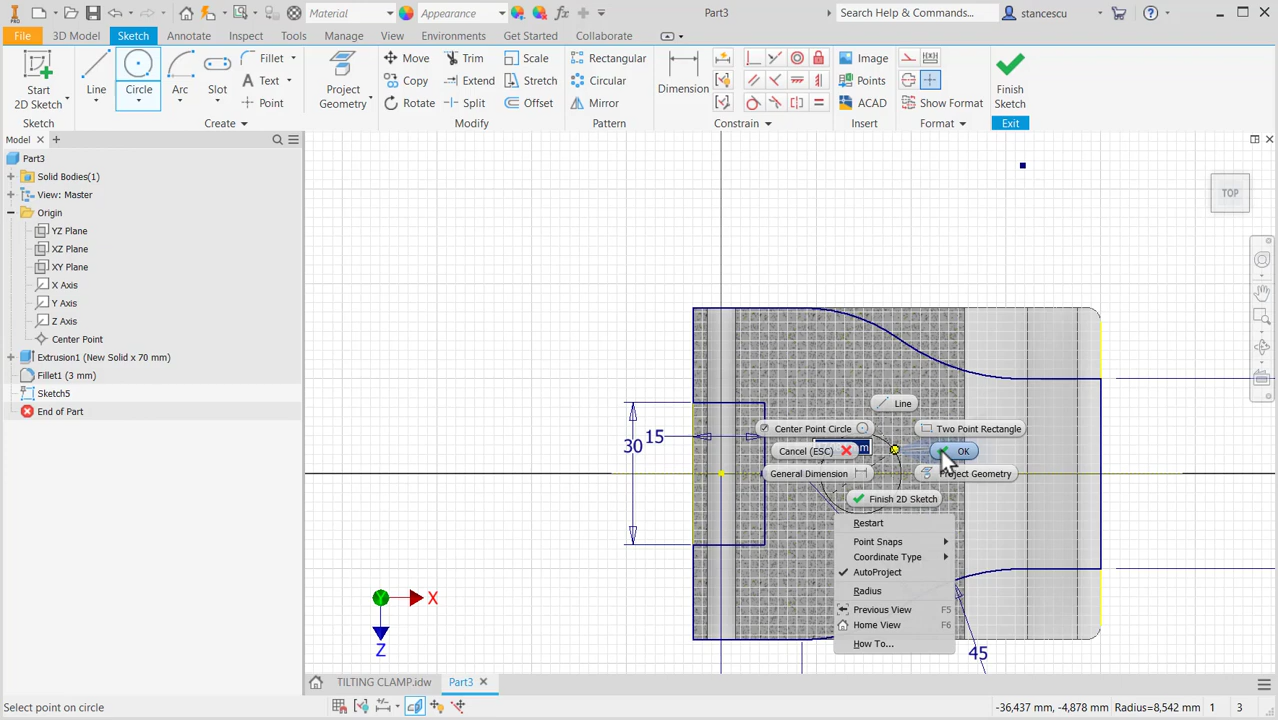 Material
Appearance
Part3
Search Help & Commands...
stancescu
PRO
File
3D Model
Sketch
Annotate
Inspect
Tools
Manage
View
Environments
Get Started
Collaborate
Start
2D Sketch
Line
Circle
Arc
Slot
Fillet
Text
Point
Project
Geometry
Move
Copy
Rotate
Trim
Extend
Split
Scale
Stretch
Offset
Rectangular
Circular
Mirror
Dimension
Image
Points
ACAD
Show Format
Finish
Sketch
Sketch
Create
Modify
Pattern
Constrain
Insert
Format
Exit
Model
Part3
Solid Bodies(1)
View: Master
Origin
YZ Plane
XZ Plane
XY Plane
X Axis
Y Axis
Z Axis
Center Point
Extrusion1 (New Solid x 70 mm)
Fillet1 (3 mm)
Sketch5
End of Part
TOP
30
15
45
X
Y
Z
Line
Center Point Circle
Two Point Rectangle
Cancel (ESC)
OK
General Dimension
Project Geometry
Finish 2D Sketch
Restart
Point Snaps
Coordinate Type
AutoProject
Radius
Previous View F5
Home View F6
How To...
TILTING CLAMP.idw
Part3
Select point on circle
-36,437 mm, -4,878 mm
Radius=8,542 mm
1
3